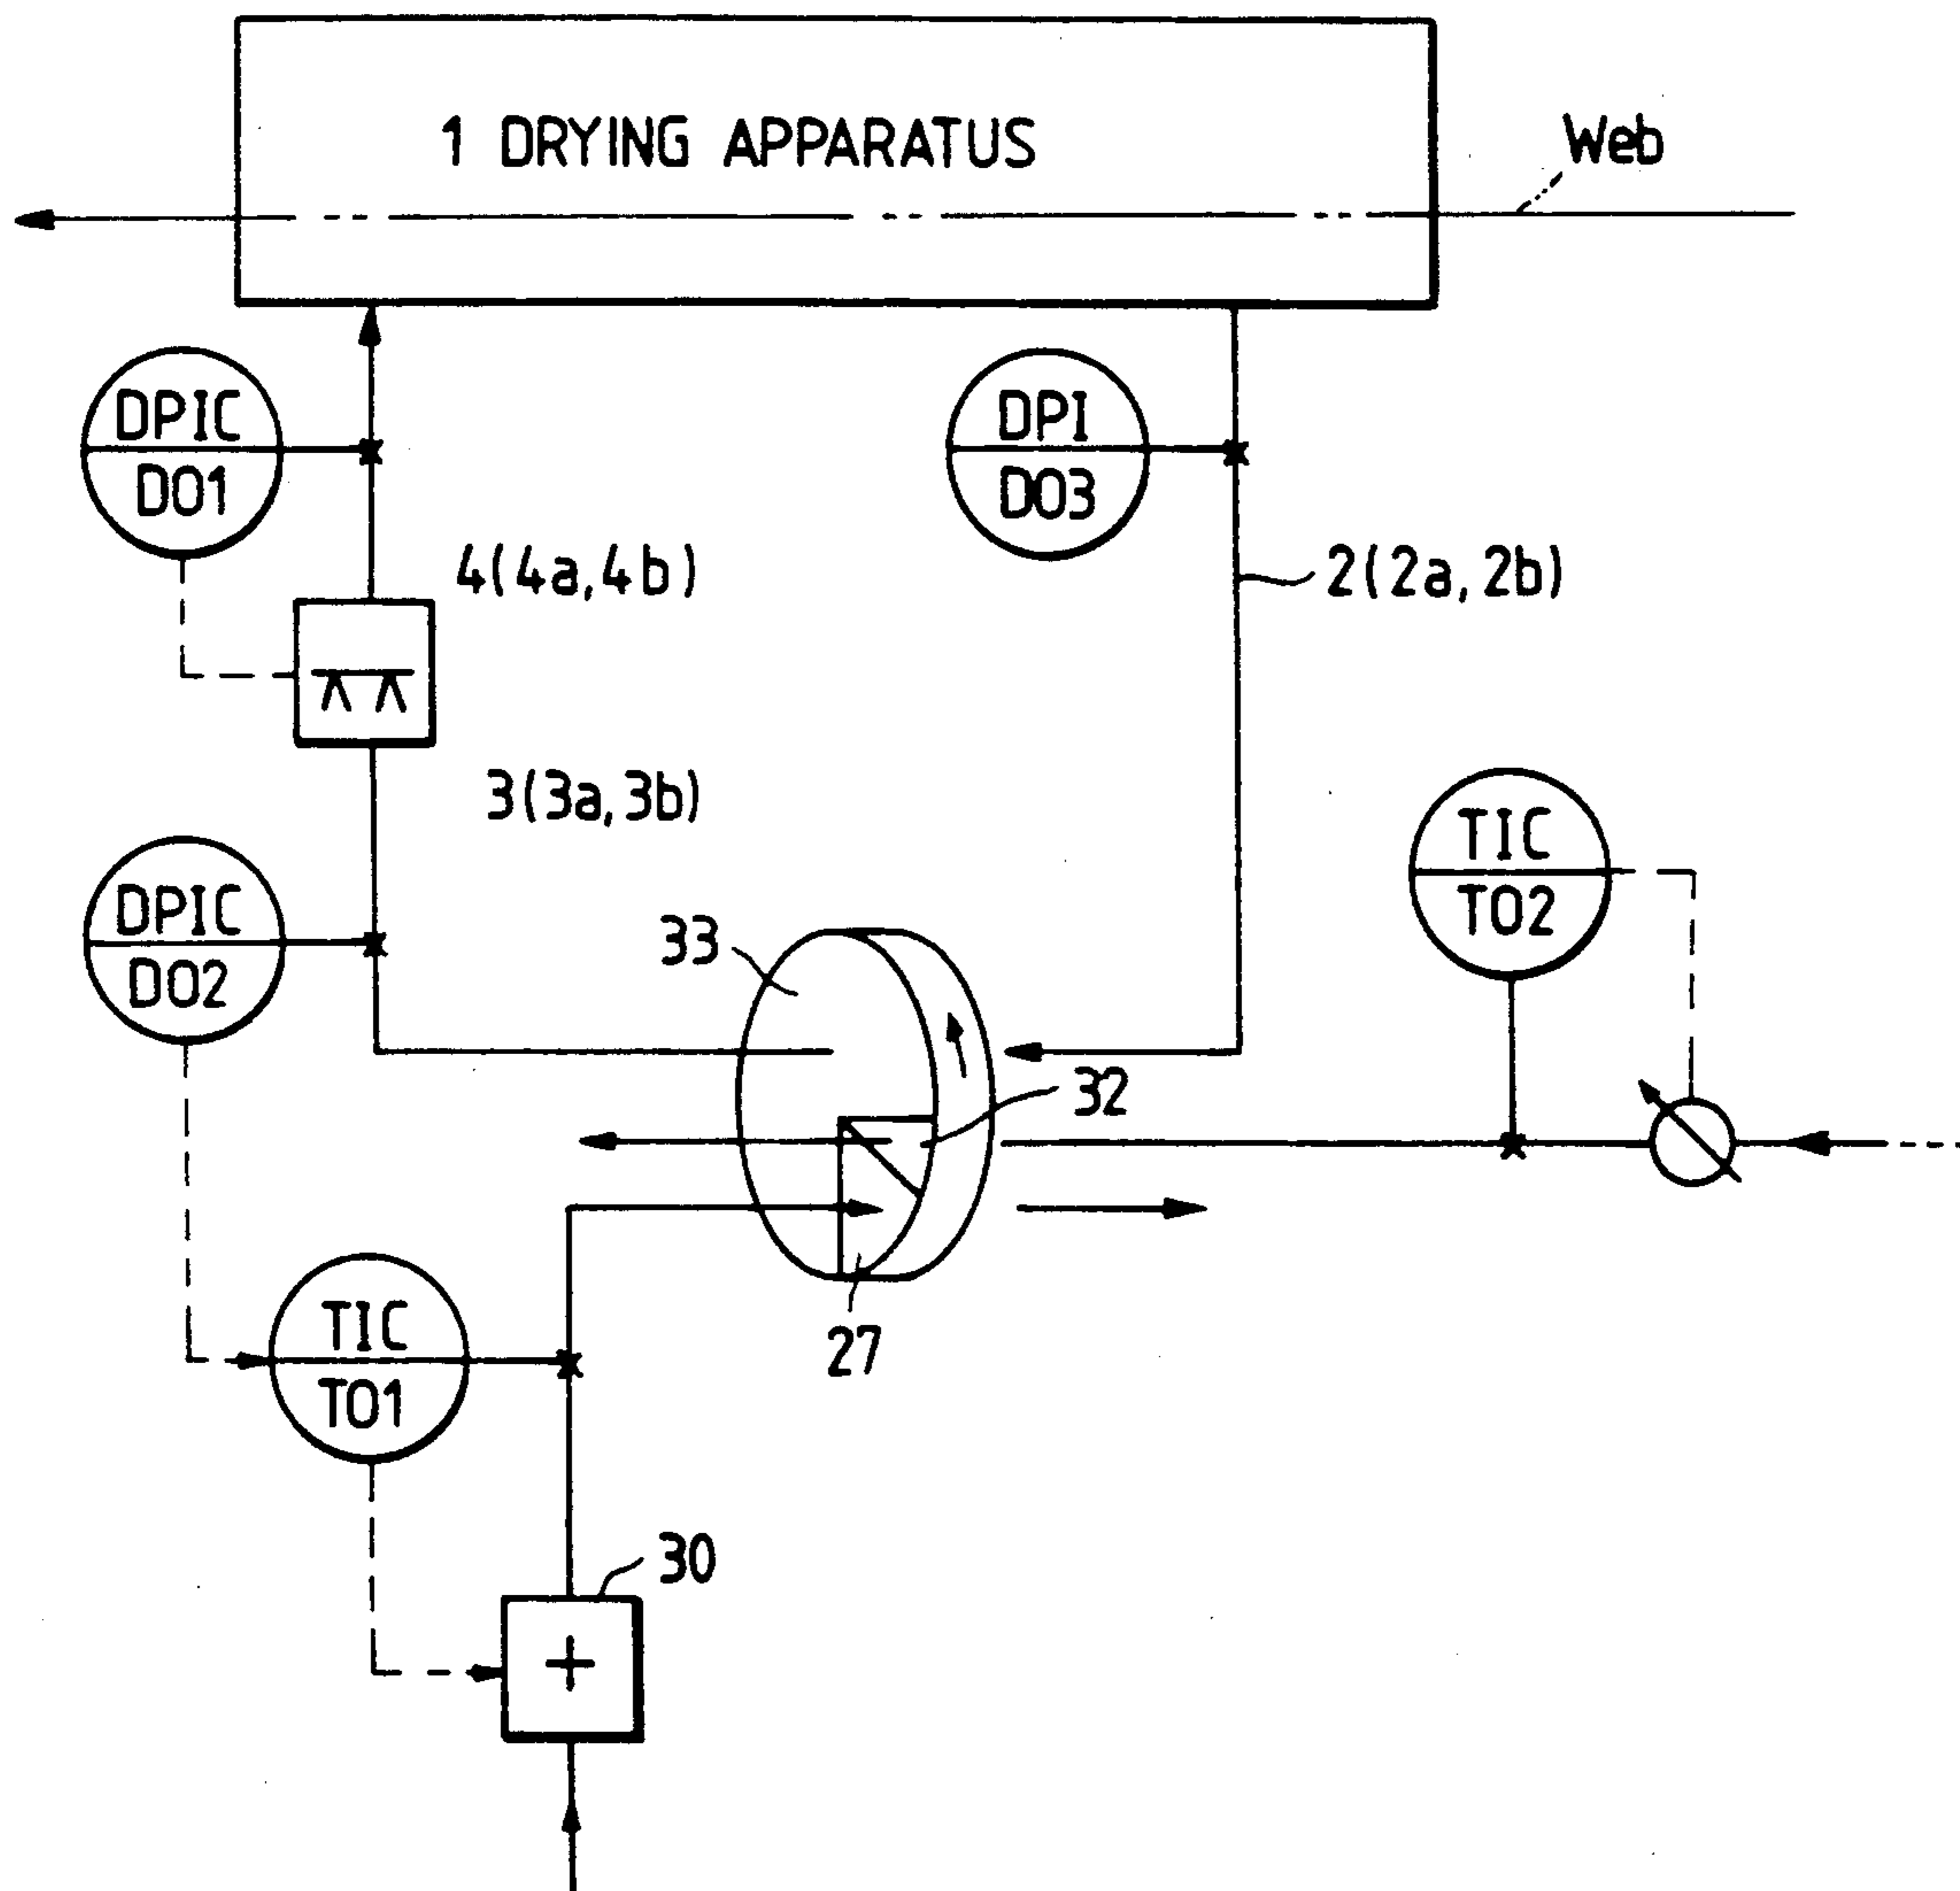 1 DRYING APPARATUS
Web
DPIC
D01
DPI
D03
4(4a, 4b)
2(2a, 2b)
3(3a, 3b)
TIC
T02
DPIC
D02
33
32
27
TIC
T01
30
+